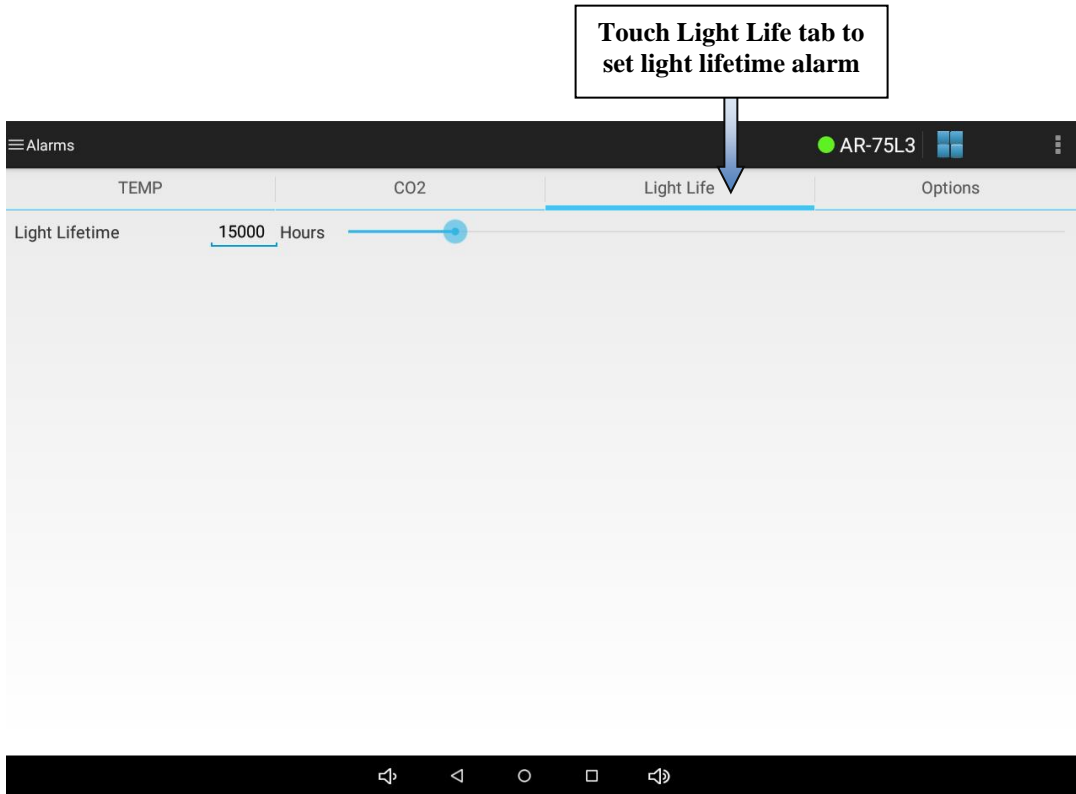 Touch Light Life tab to
set light lifetime alarm
Alarms AR-75L3
TEMP CO2 Light Life Options
Light Lifetime 15000 Hours